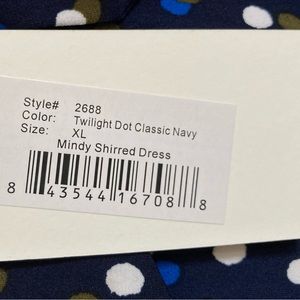 Style# 2688
Color: Twilight Dot Classic Navy
Size: XL
Mindy Shirred Dress
8 43544 16708 8